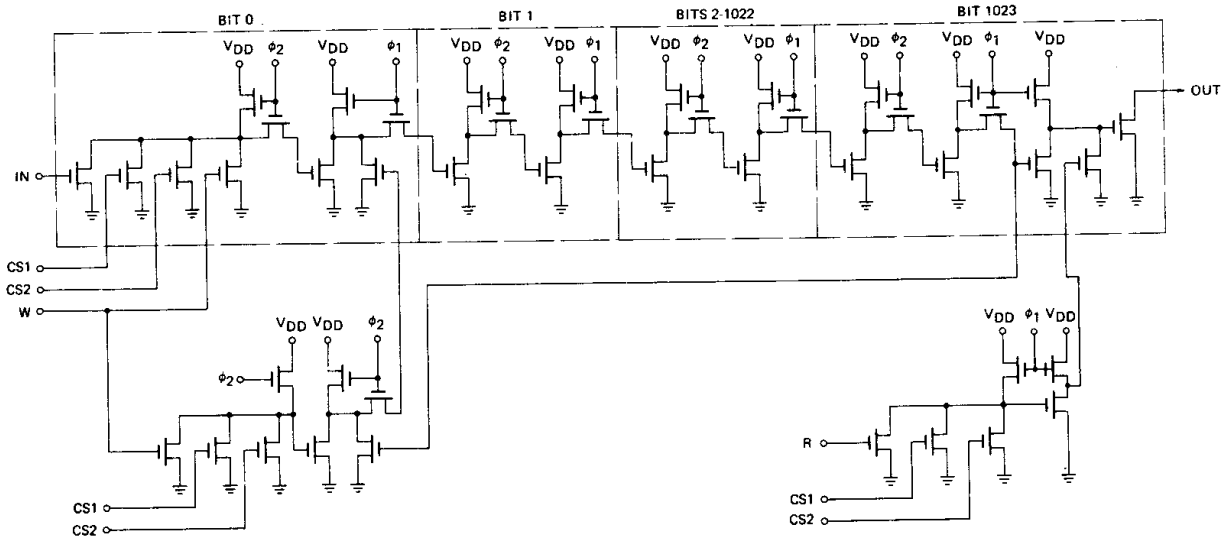 BIT 0 BIT 1 BITS 2-1022 BIT 1023
VDD ϕ2 VDD ϕ1 VDD ϕ2 VDD ϕ1 VDD ϕ2 VDD ϕ1 VDD ϕ2 VDD ϕ1 VDD
OUT
IN
CS1
CS2
W
VDD VDD ϕ2
VDD ϕ1 VDD
ϕ2
R
CS1
CS2
CS1
CS2